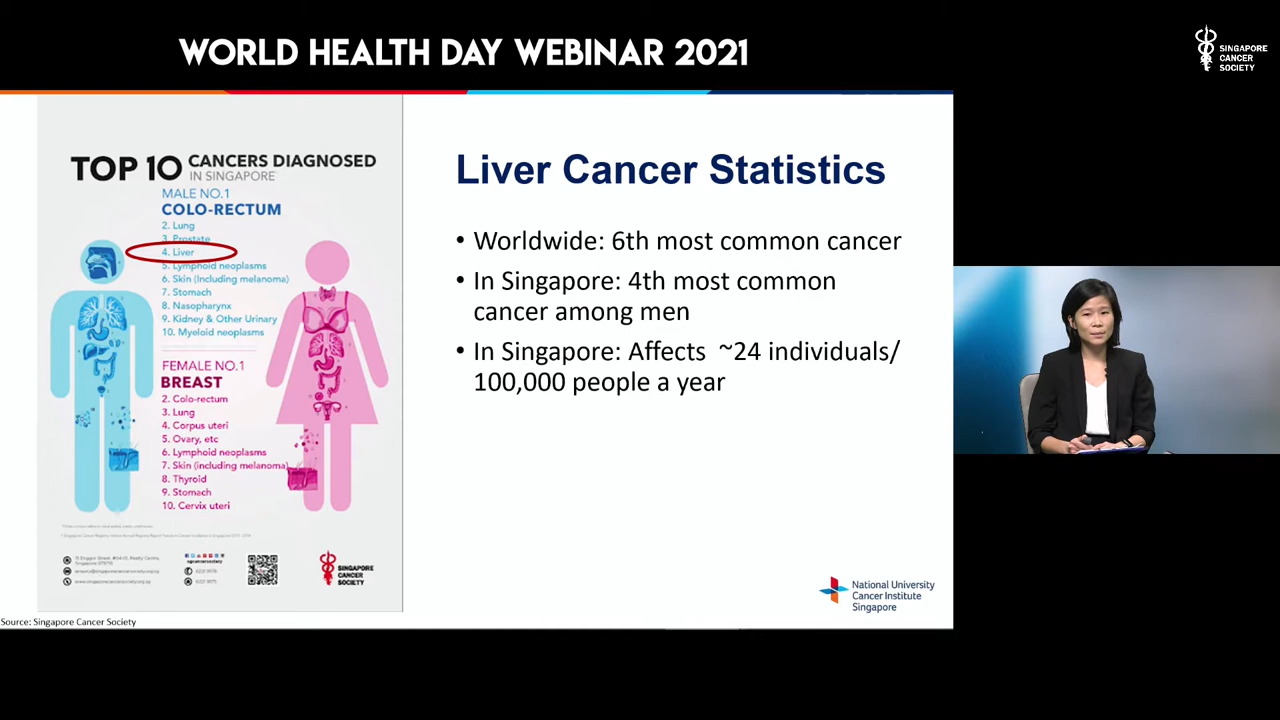 WORLD HEALTH DAY WEBINAR 2021
SINGAPORE
CANCER
SOCIETY
TOP 10 CANCERS DIAGNOSED
IN SINGAPORE
MALE NO.1
COLO-RECTUM
2. Lung
3. Prostate
4. Liver
5. Lymphoid neoplasms
6. Skin (Including melanoma)
7. Stomach
8. Nasopharynx
9. Kidney & Other Urinary
10. Myeloid neoplasms
FEMALE NO.1
BREAST
2. Colo-rectum
3. Lung
4. Corpus uteri
5. Ovary, etc
6. Lymphoid neoplasms
7. Skin (including melanoma)
8. Thyroid
9. Stomach
10. Cervix uteri
SINGAPORE
CANCER
SOCIETY
Source: Singapore Cancer Society
Liver Cancer Statistics
• Worldwide: 6th most common cancer
• In Singapore: 4th most common
cancer among men
• In Singapore: Affects ~24 individuals/
100,000 people a year
National University
Cancer Institute
Singapore